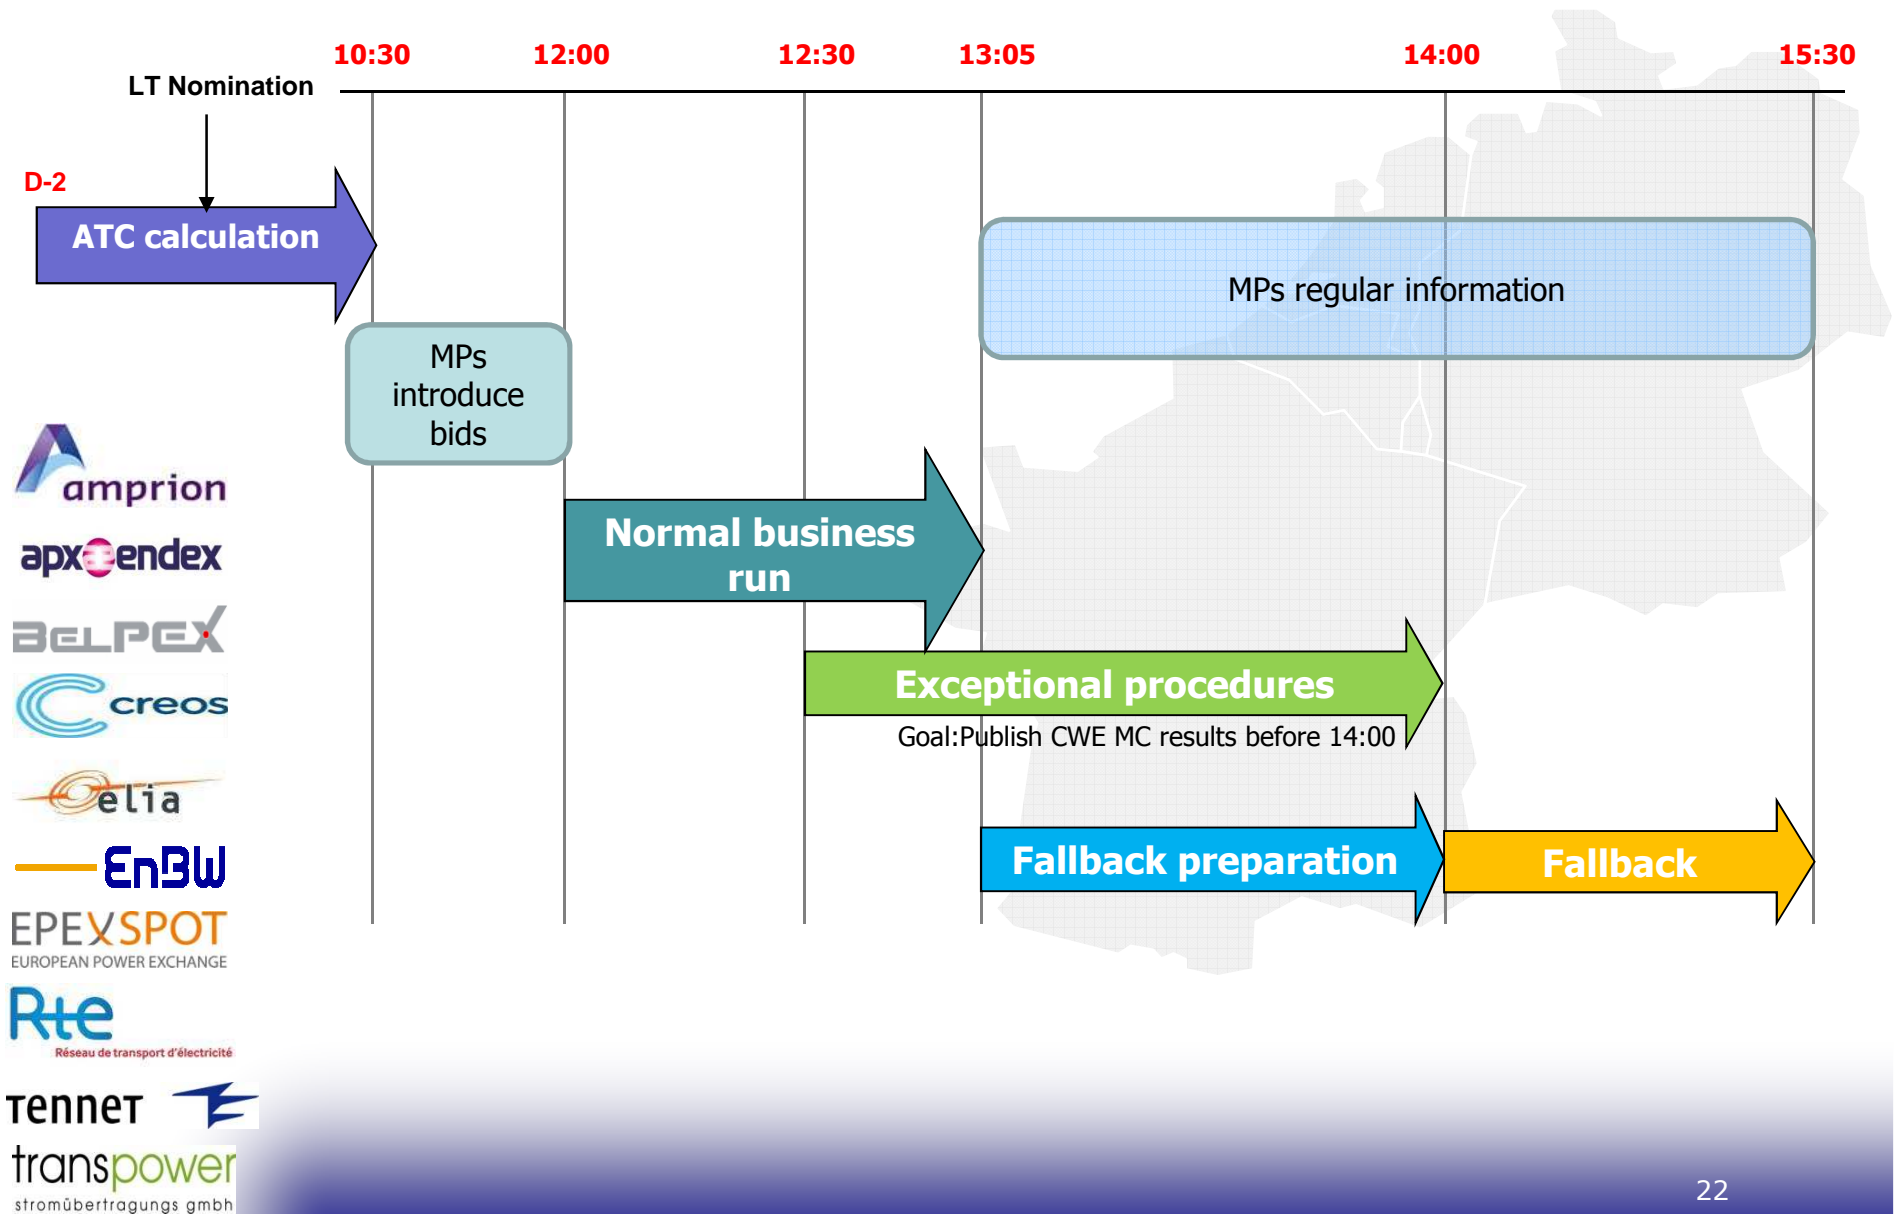 10:30 12:00 12:30 13:05 14:00 15:30
LT Nomination
D-2
ATC calculation
MPs regular information
MPs
introduce
bids
amprion
apx endex
BELPEX
creos
elia
EnBW
EPEXSPOT
EUROPEAN POWER EXCHANGE
Rte
Réseau de transport d'électricité
Tennet
transpower
stromübertragungs gmbh
Normal business
run
Exceptional procedures
Goal:Publish CWE MC results before 14:00
Fallback preparation
Fallback
22